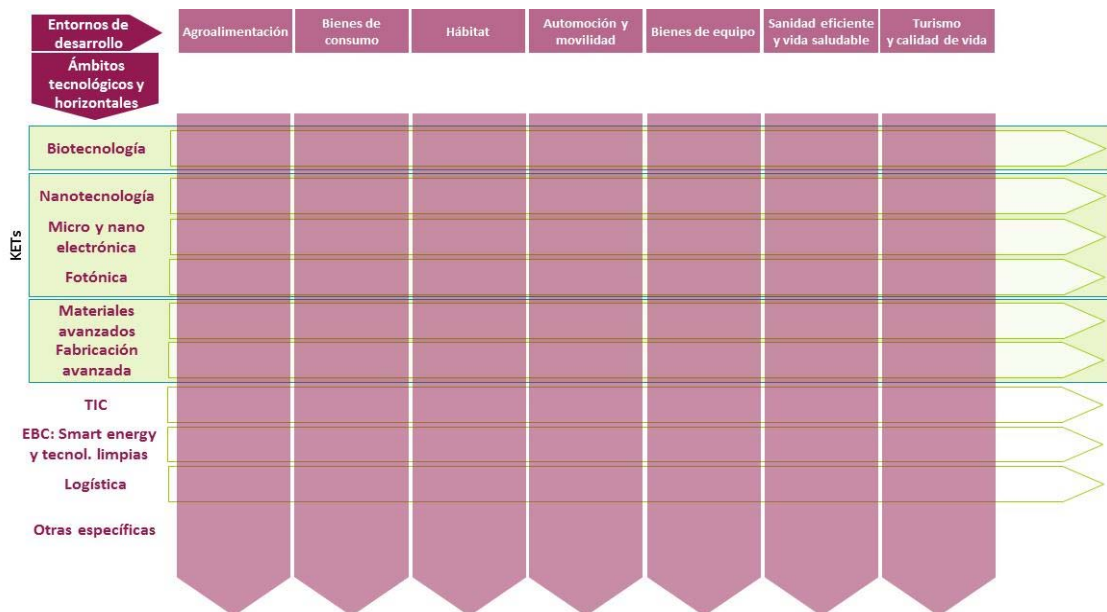 Entornos de
desarrollo
Agroalimentación
Bienes de
consumo
Hábitat
Automoción y
movilidad
Bienes de equipo
Sanidad eficiente
y vida saludable
Turismo
y calidad de vida
Ámbitos
tecnológicos y
horizontales
KETs
Biotecnología
Nanotecnología
Micro y nano
electrónica
Fotónica
Materiales
avanzados
Fabricación
avanzada
TIC
EBC: Smart energy
y tecnol. limpias
Logística
Otras específicas